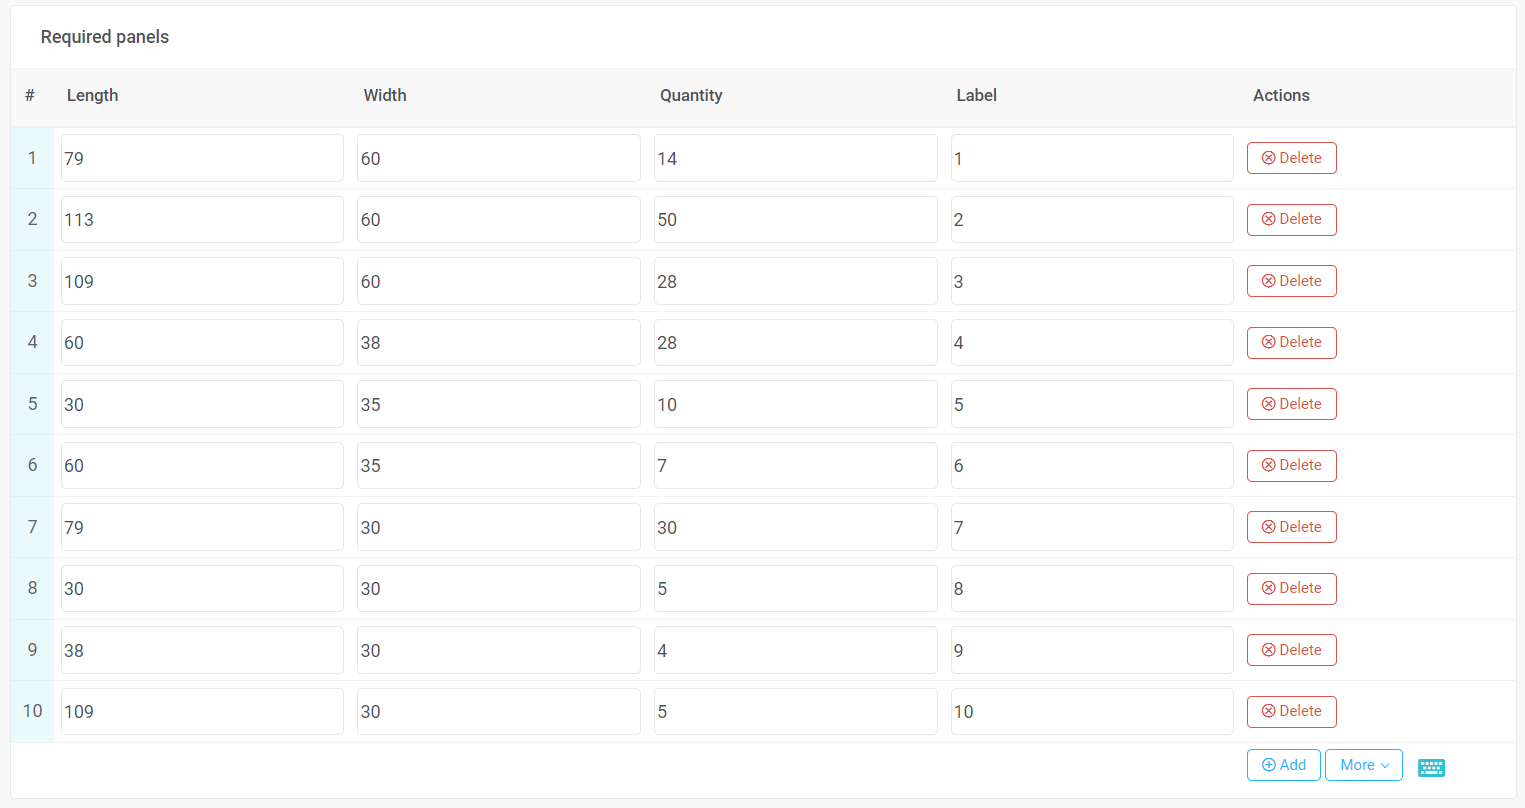 Required panels
# Length Width Quantity Label Actions
1 79 60 14 1 Delete
2 113 60 50 2 Delete
3 109 60 28 3 Delete
4 60 38 28 4 Delete
5 30 35 10 5 Delete
6 60 35 7 6 Delete
7 79 30 30 7 Delete
8 30 30 5 8 Delete
9 38 30 4 9 Delete
10 109 30 5 10 Delete
Add More